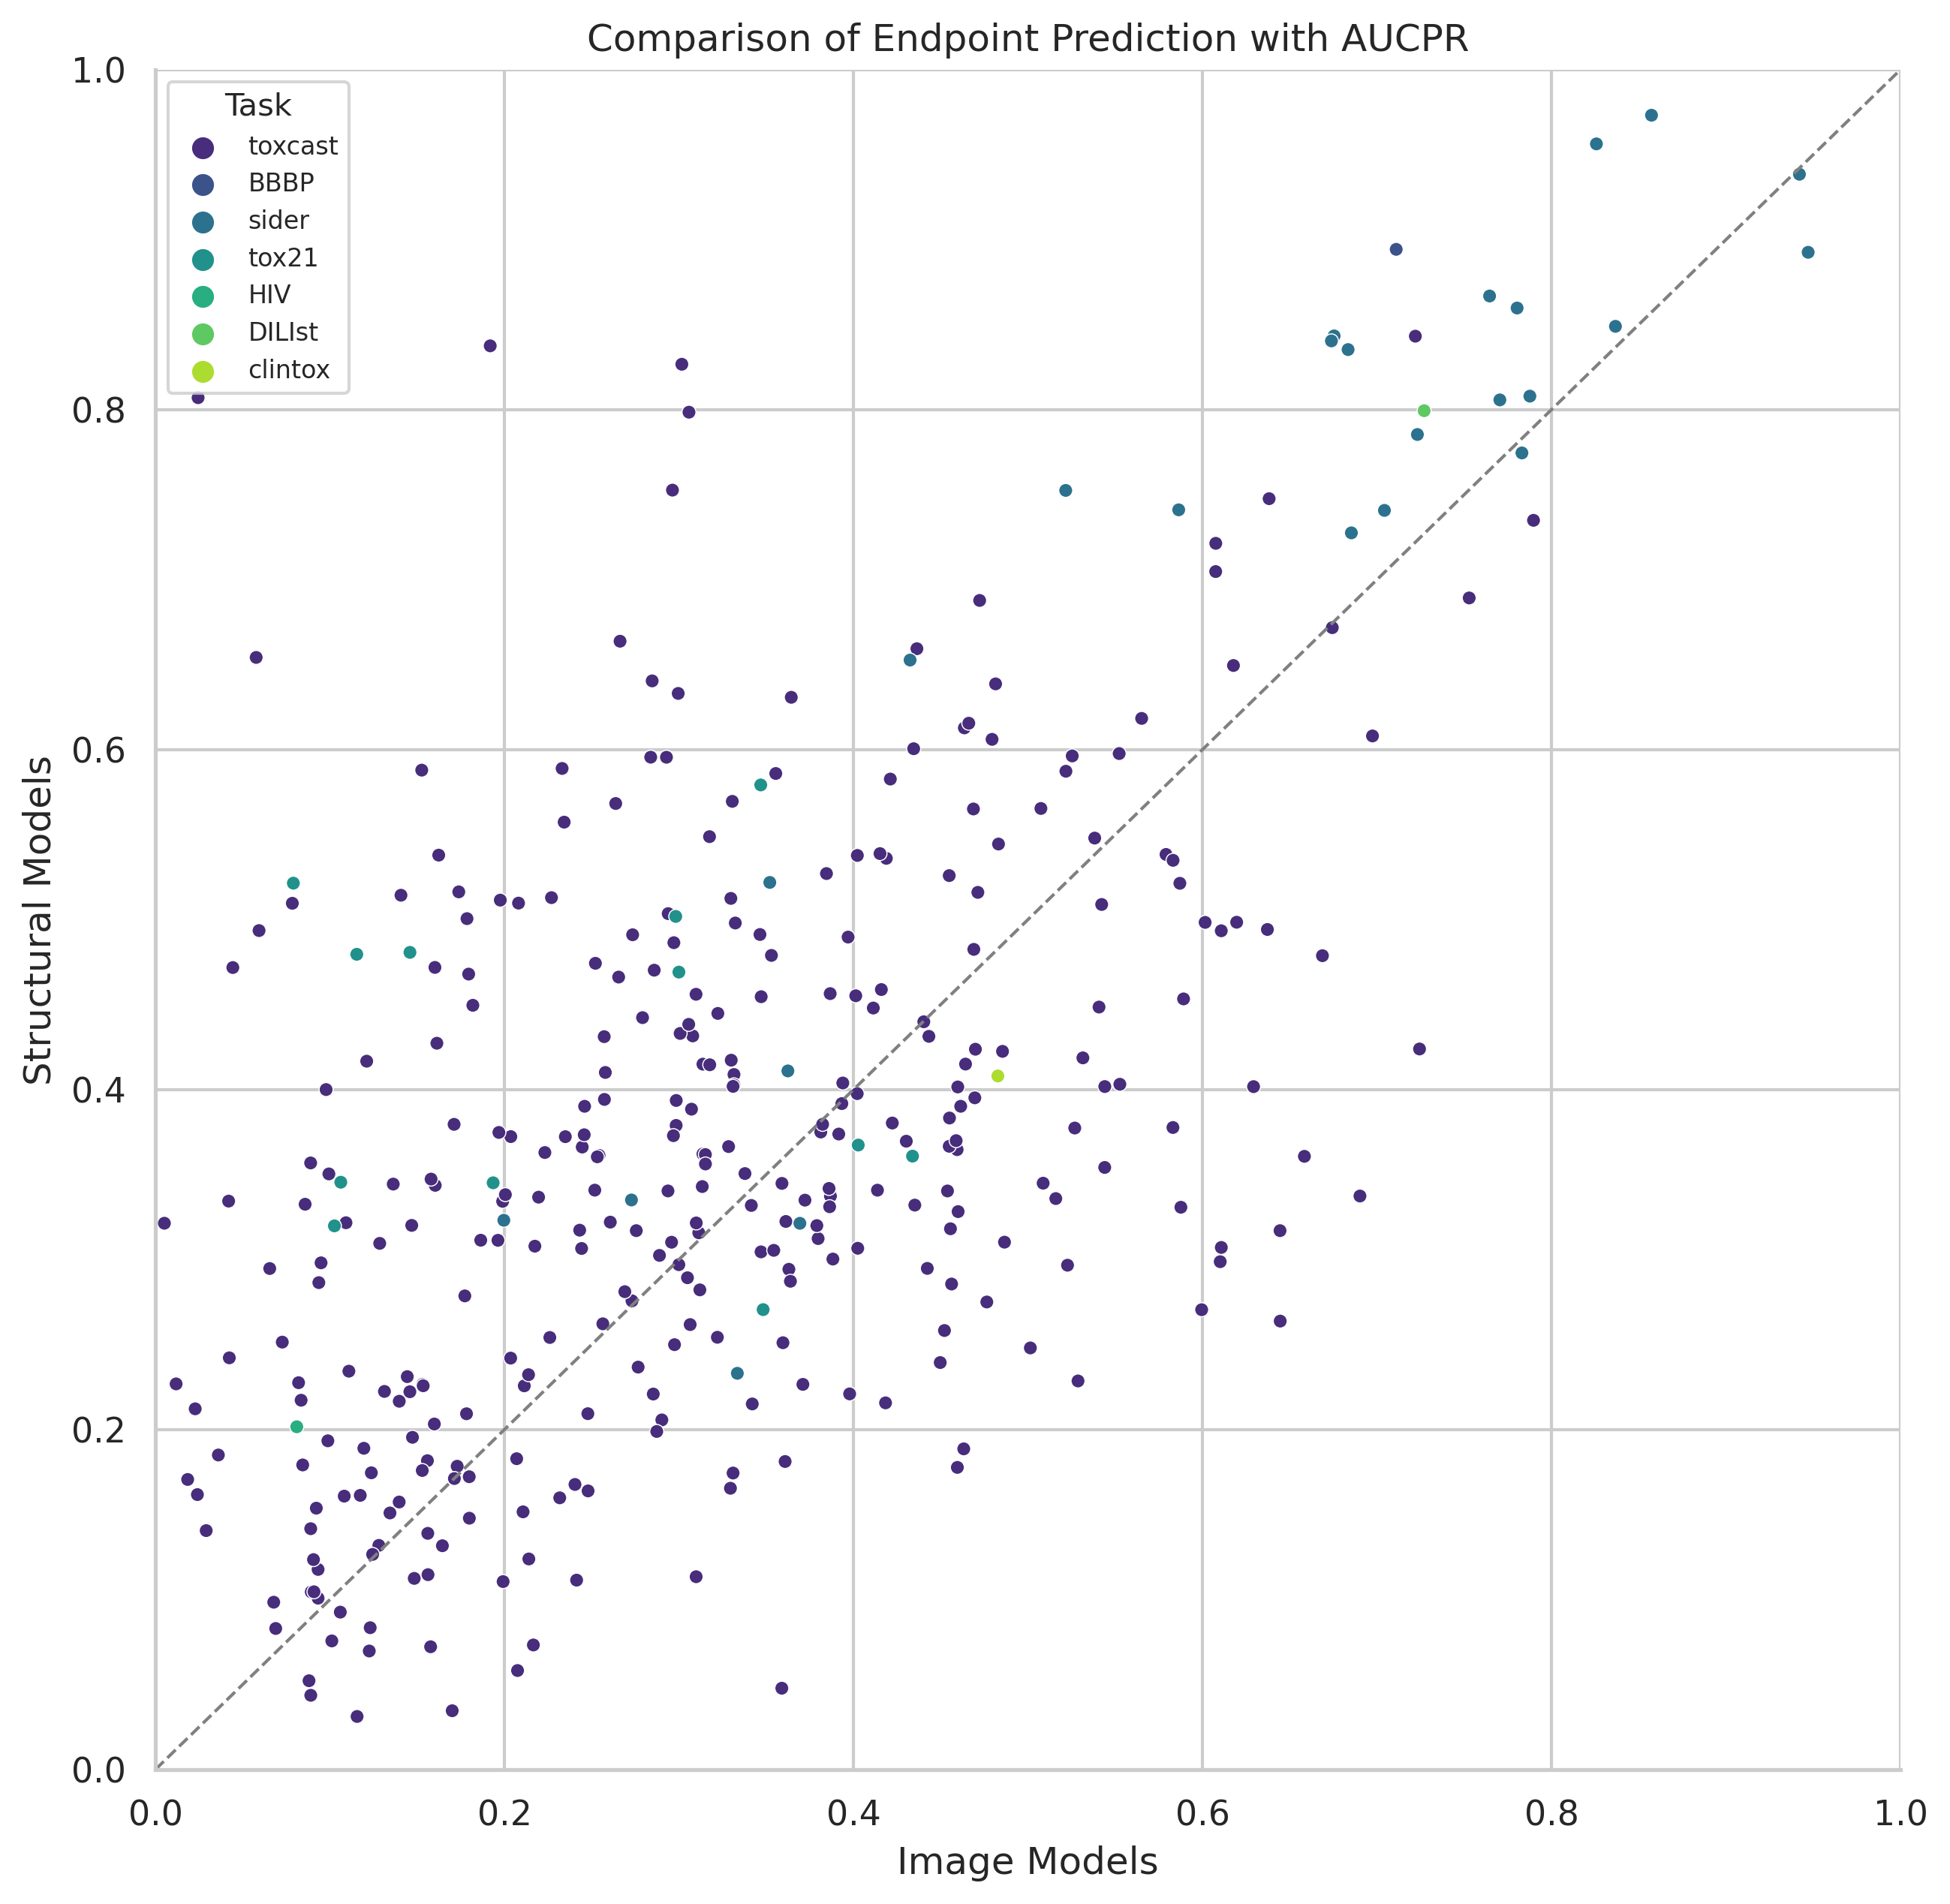 Comparison of Endpoint Prediction with AUCPR
1.0
0.8
0.6
0.4
0.2
0.0
Structural Models
Task
toxcast
BBBP
sider
tox21
HIV
DILIst
clintox
0.0 0.2 0.4 0.6 0.8 1.0
Image Models